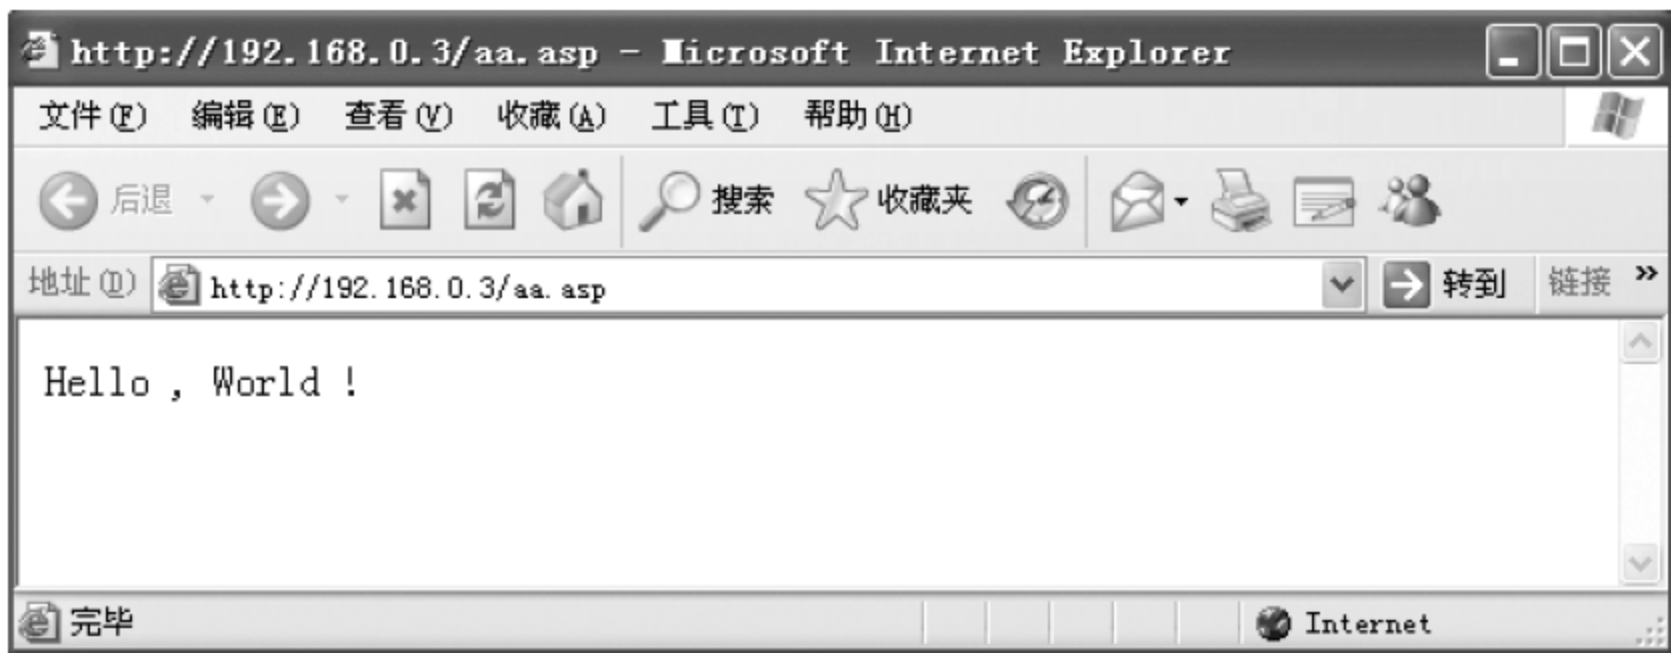 http://192.168.0.3/aa.asp - Microsoft Internet Explorer
文件(F) 编辑(E) 查看(V) 收藏(A) 工具(T) 帮助(H)
后退 搜索 收藏夹
地址(D) http://192.168.0.3/aa.asp 转到 链接 »
Hello , World !
完毕 Internet